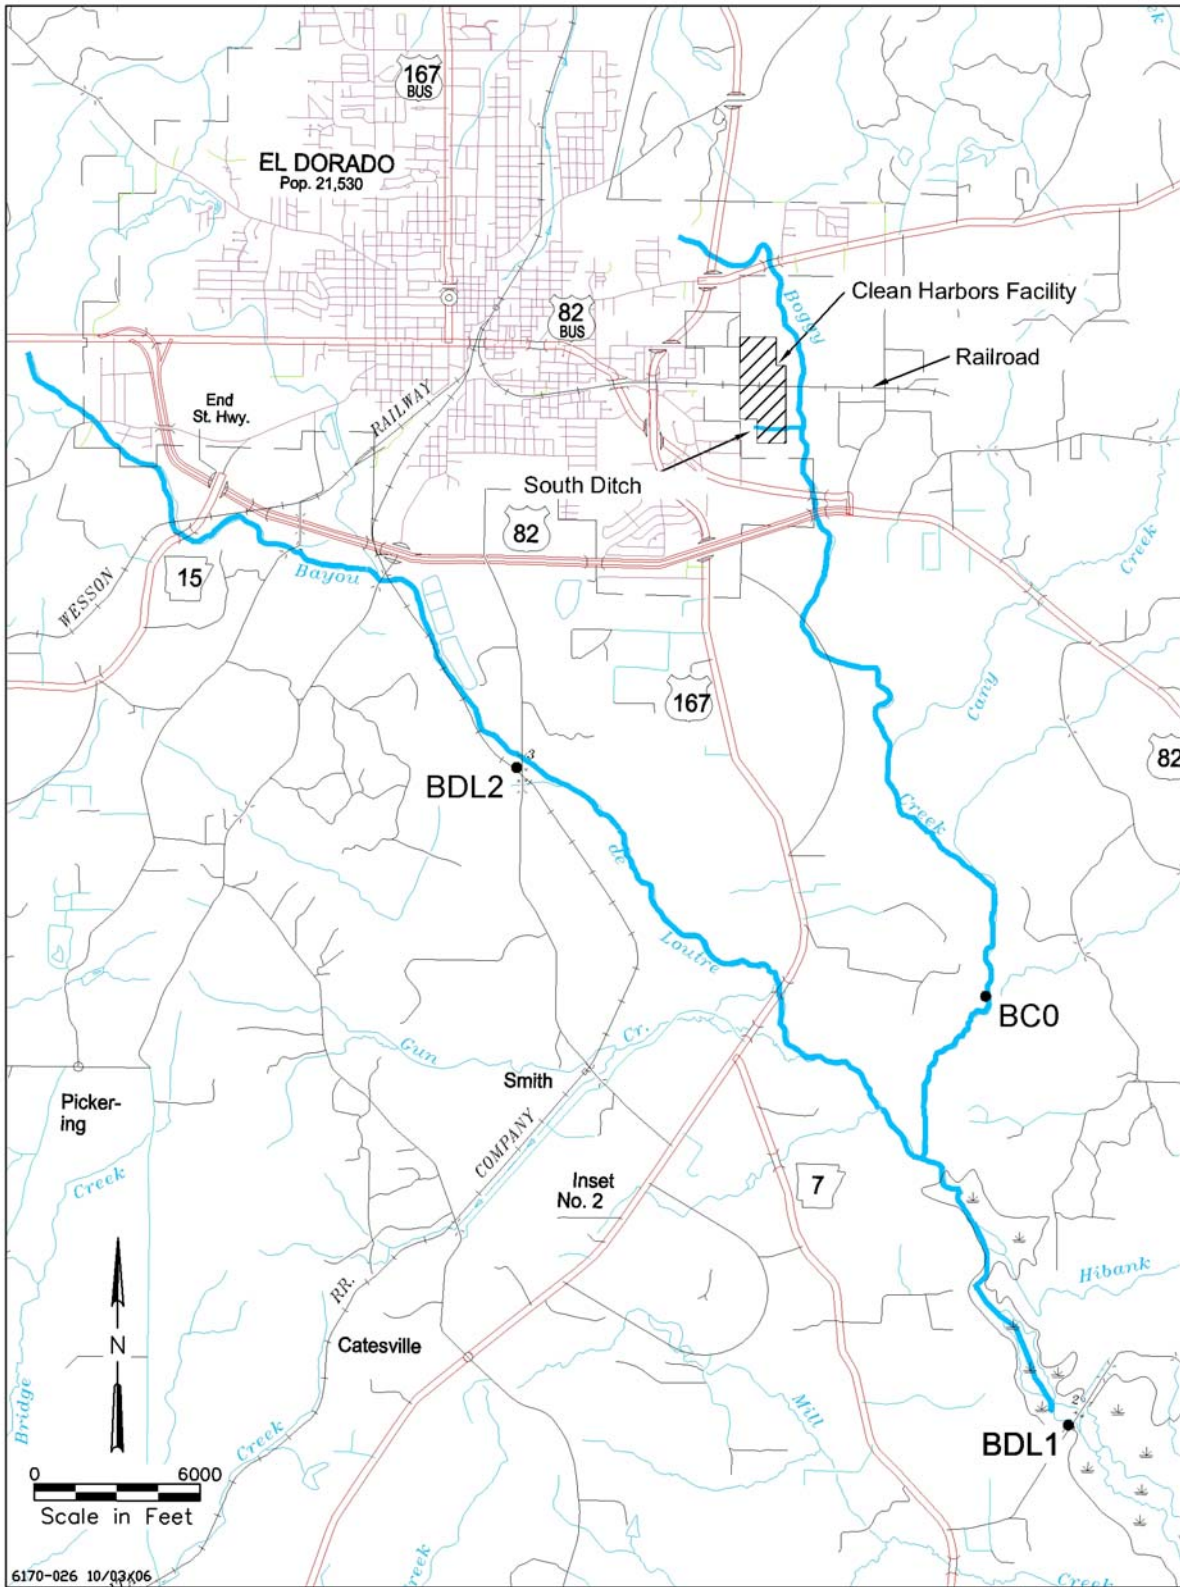 ek
167
BUS
EL DORADO
Pop. 21,530
Clean Harbors Facility
Boggy
82
BUS
Railroad
End
St. Hwy.
RAILWAY
South Ditch
82
Creek
15
Bayou
WESSON
Cany
167
82
3
BDL2
Creek
de
Loutre
BC0
Cr.
Gun
Smith
Picker-
ing
COMPANY
Creek
Inset
No. 2
7
Hibank
RR.
N
Catesville
Bridge
Mill
2
Creek
BDL1
0 6000
Scale in Feet
Creek
Creek
6170-026 10/03/06